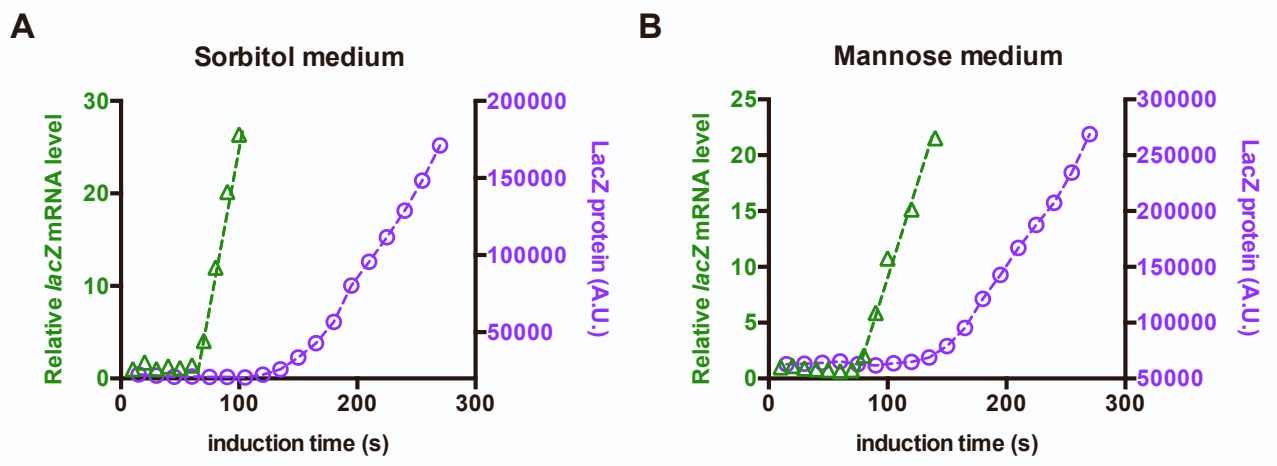 A
Sorbitol medium
Relative lacZ mRNA level
30
20
10
0
200000
150000
100000
50000
LacZ protein (A.U.)
0 100 200 300
induction time (s)
B
Mannose medium
Relative lacZ mRNA level
25
20
15
10
5
0
300000
250000
200000
150000
100000
50000
LacZ protein (A.U.)
0 100 200 300
induction time (s)